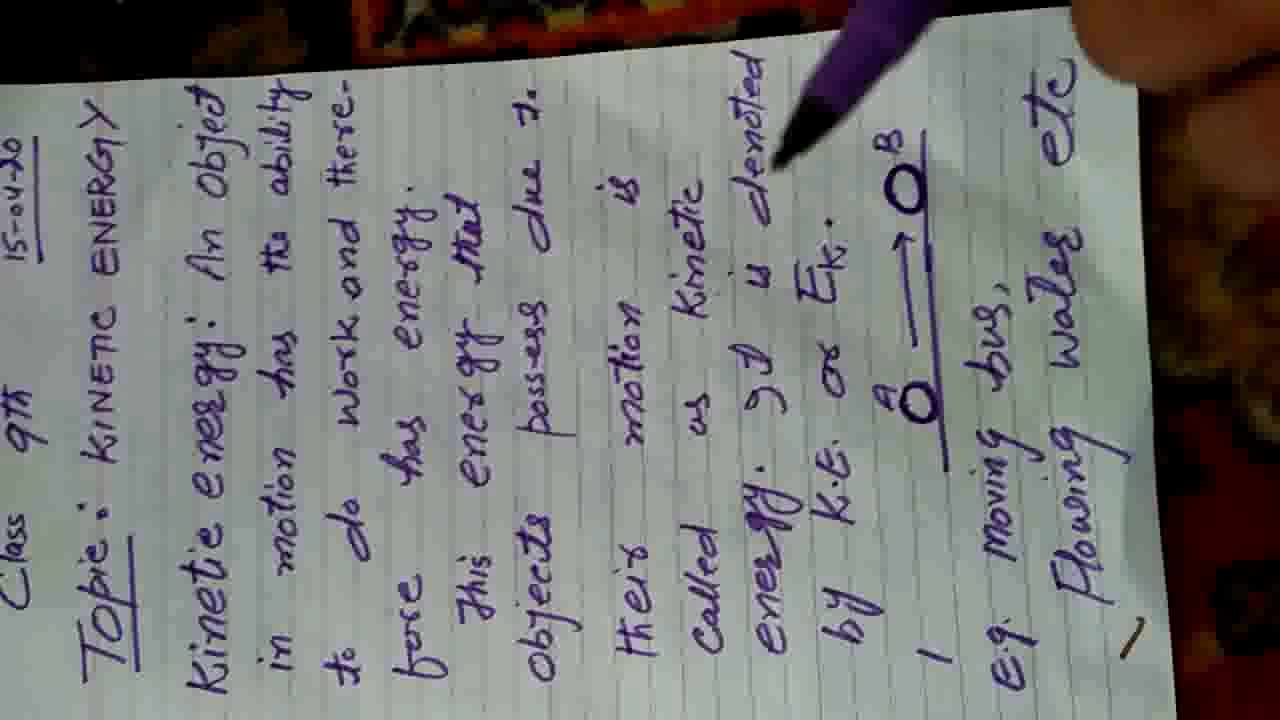 Class 9th 15-04-20
Topic: KINETIC ENERGY
Kinetic energy: An object
in motion has the ability
to do work and there-
fore has energy.
This energy that
objects possess due to
their motion is
called as kinetic
energy. It is denoted
by K.E. or EK.
A B
e.g. moving bus,
Flowing water etc